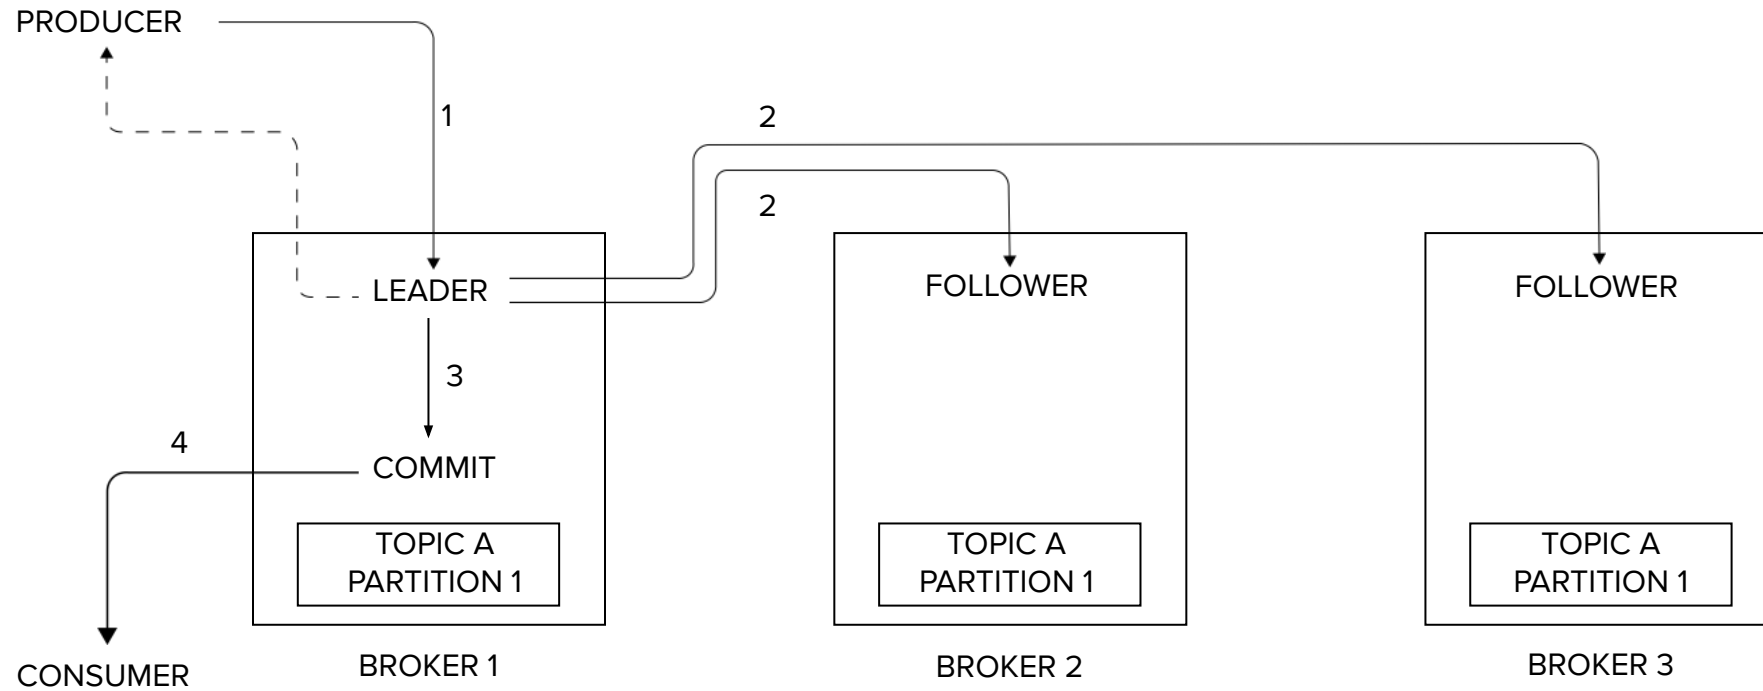 PRODUCER
1
2
2
LEADER
FOLLOWER
FOLLOWER
3
4
COMMIT
TOPIC A
PARTITION 1
TOPIC A
PARTITION 1
TOPIC A
PARTITION 1
CONSUMER
BROKER 1
BROKER 2
BROKER 3